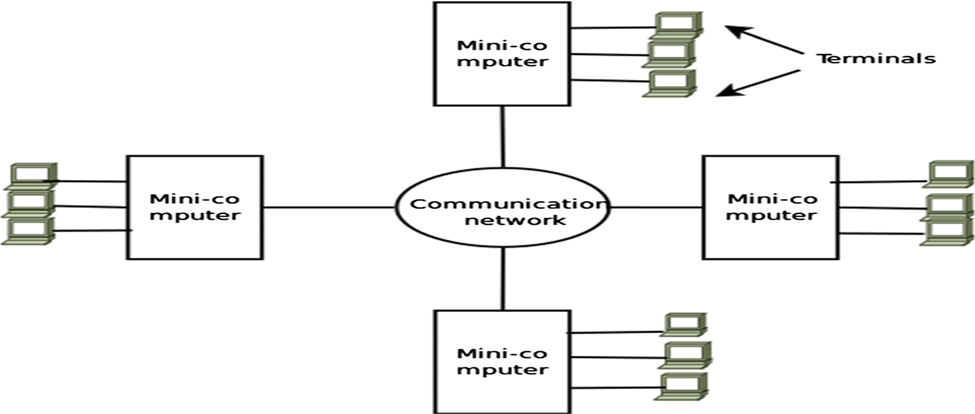 Mini-co
mputer
Terminals
Mini-co
mputer
Communication
network
Mini-co
mputer
Mini-co
mputer